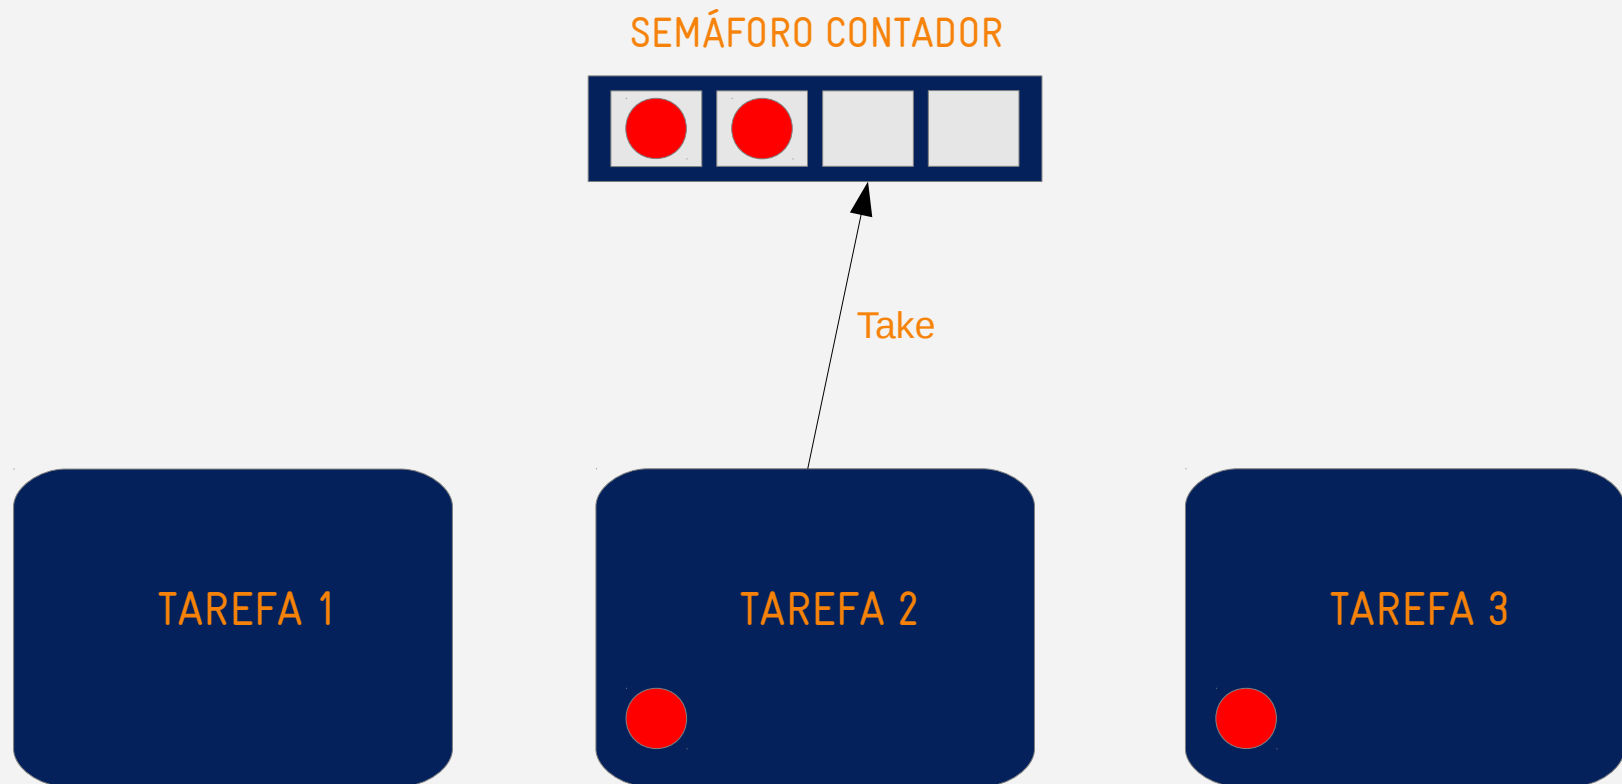 SEMÁFORO CONTADOR
Take
TAREFA 1
TAREFA 2
TAREFA 3